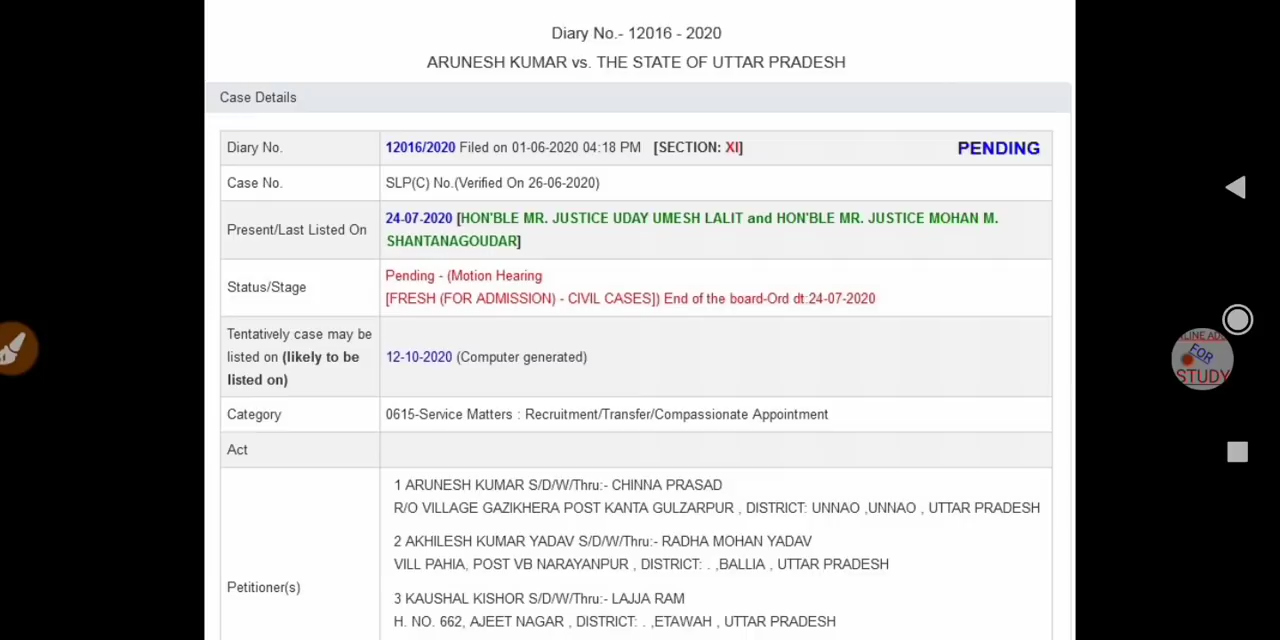 Diary No.- 12016 - 2020
ARUNESH KUMAR vs. THE STATE OF UTTAR PRADESH
Case Details
Diary No. 12016/2020 Filed on 01-06-2020 04:18 PM [SECTION: XI] PENDING
Case No. SLP(C) No.(Verified On 26-06-2020)
Present/Last Listed On 24-07-2020 [HON'BLE MR. JUSTICE UDAY UMESH LALIT and HON'BLE MR. JUSTICE MOHAN M.
SHANTANAGOUDAR]
Status/Stage Pending - (Motion Hearing
[FRESH (FOR ADMISSION) - CIVIL CASES]) End of the board-Ord dt:24-07-2020
Tentatively case may be
listed on (likely to be
listed on) 12-10-2020 (Computer generated)
Category 0615-Service Matters : Recruitment/Transfer/Compassionate Appointment
Act
Petitioner(s)
1 ARUNESH KUMAR S/D/W/Thru:- CHINNA PRASAD
R/O VILLAGE GAZIKHERA POST KANTA GULZARPUR , DISTRICT: UNNAO ,UNNAO , UTTAR PRADESH
2 AKHILESH KUMAR YADAV S/D/W/Thru:- RADHA MOHAN YADAV
VILL PAHIA, POST VB NARAYANPUR , DISTRICT: . ,BALLIA , UTTAR PRADESH
3 KAUSHAL KISHOR S/D/W/Thru:- LAJJA RAM
H. NO. 662, AJEET NAGAR , DISTRICT: . ,ETAWAH , UTTAR PRADESH
FOR
STUDY